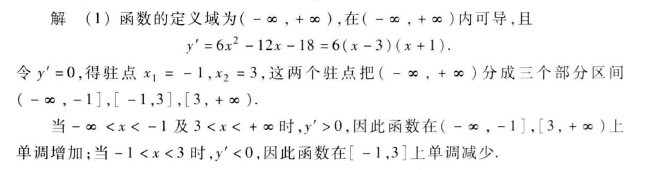 解 (1) 函数的定义域为(-∞,+∞),在(-∞,+∞)内可导,且
y′=6x²-12x-18=6(x-3)(x+1).
令 y′=0,得驻点 x₁=-1,x₂=3,这两个驻点把(-∞,+∞)分成三个部分区间
(-∞,-1],[-1,3],[3,+∞).
当-∞<x<-1及3<x<+∞时,y′>0,因此函数在(-∞,-1],[3,+∞)上
单调增加;当-1<x<3时,y′<0,因此函数在[-1,3]上单调减少.